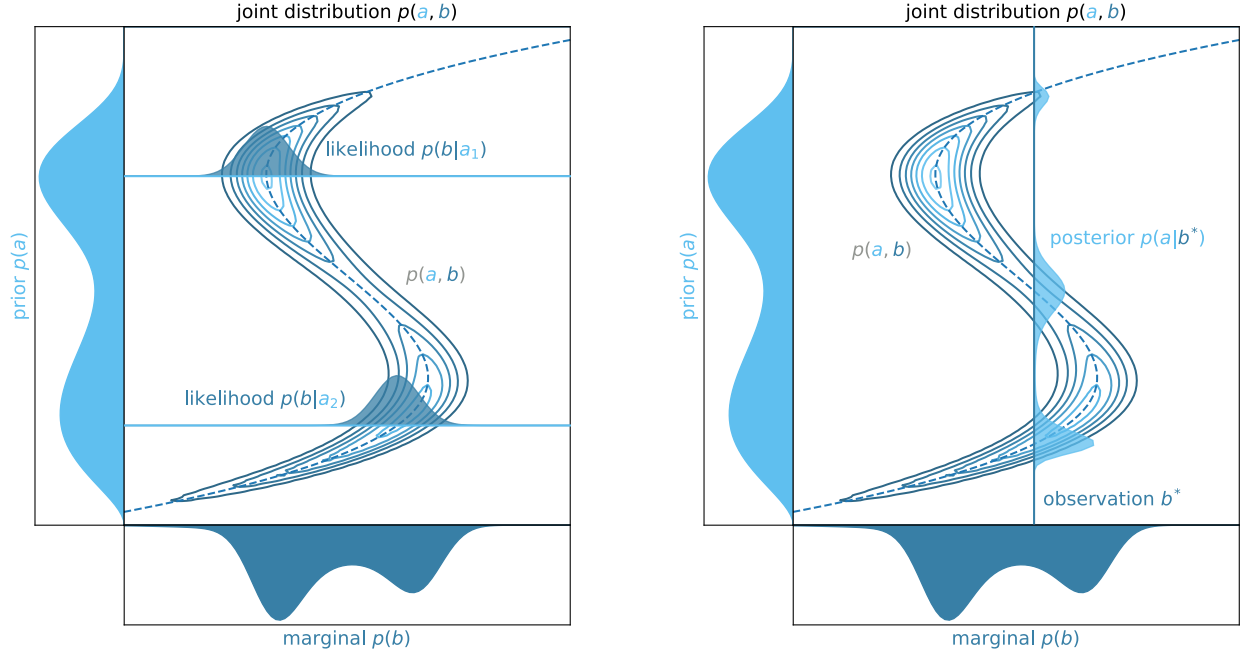 joint distribution p(a, b)
likelihood p(b|a₁)
p(a, b)
likelihood p(b|a₂)
prior p(a)
marginal p(b)
joint distribution p(a, b)
posterior p(a|b*)
p(a, b)
prior p(a)
observation b*
marginal p(b)